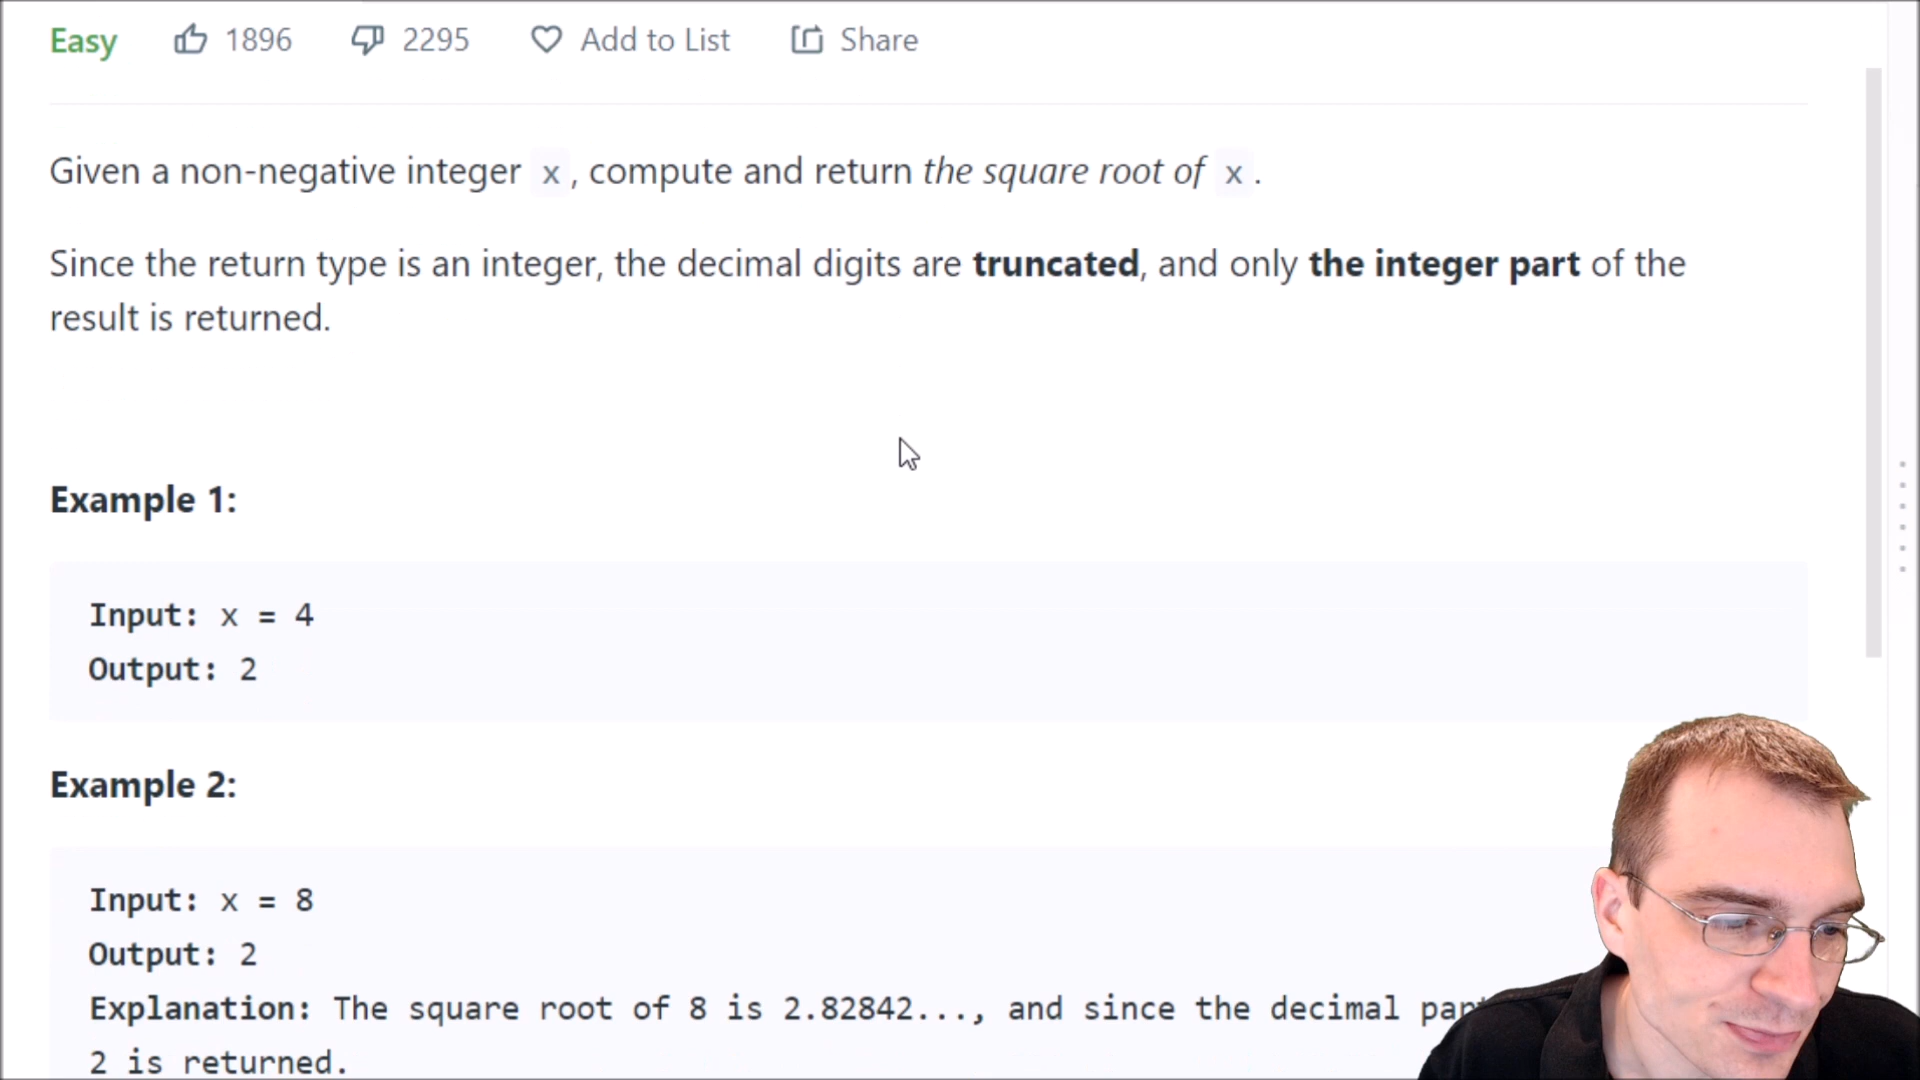 Easy 1896 2295 Add to List Share
Given a non-negative integer x, compute and return the square root of x.
Since the return type is an integer, the decimal digits are truncated, and only the integer part of the
result is returned.
Example 1:
Input: x = 4
Output: 2
Example 2:
Input: x = 8
Output: 2
Explanation: The square root of 8 is 2.82842..., and since the decimal
2 is returned.